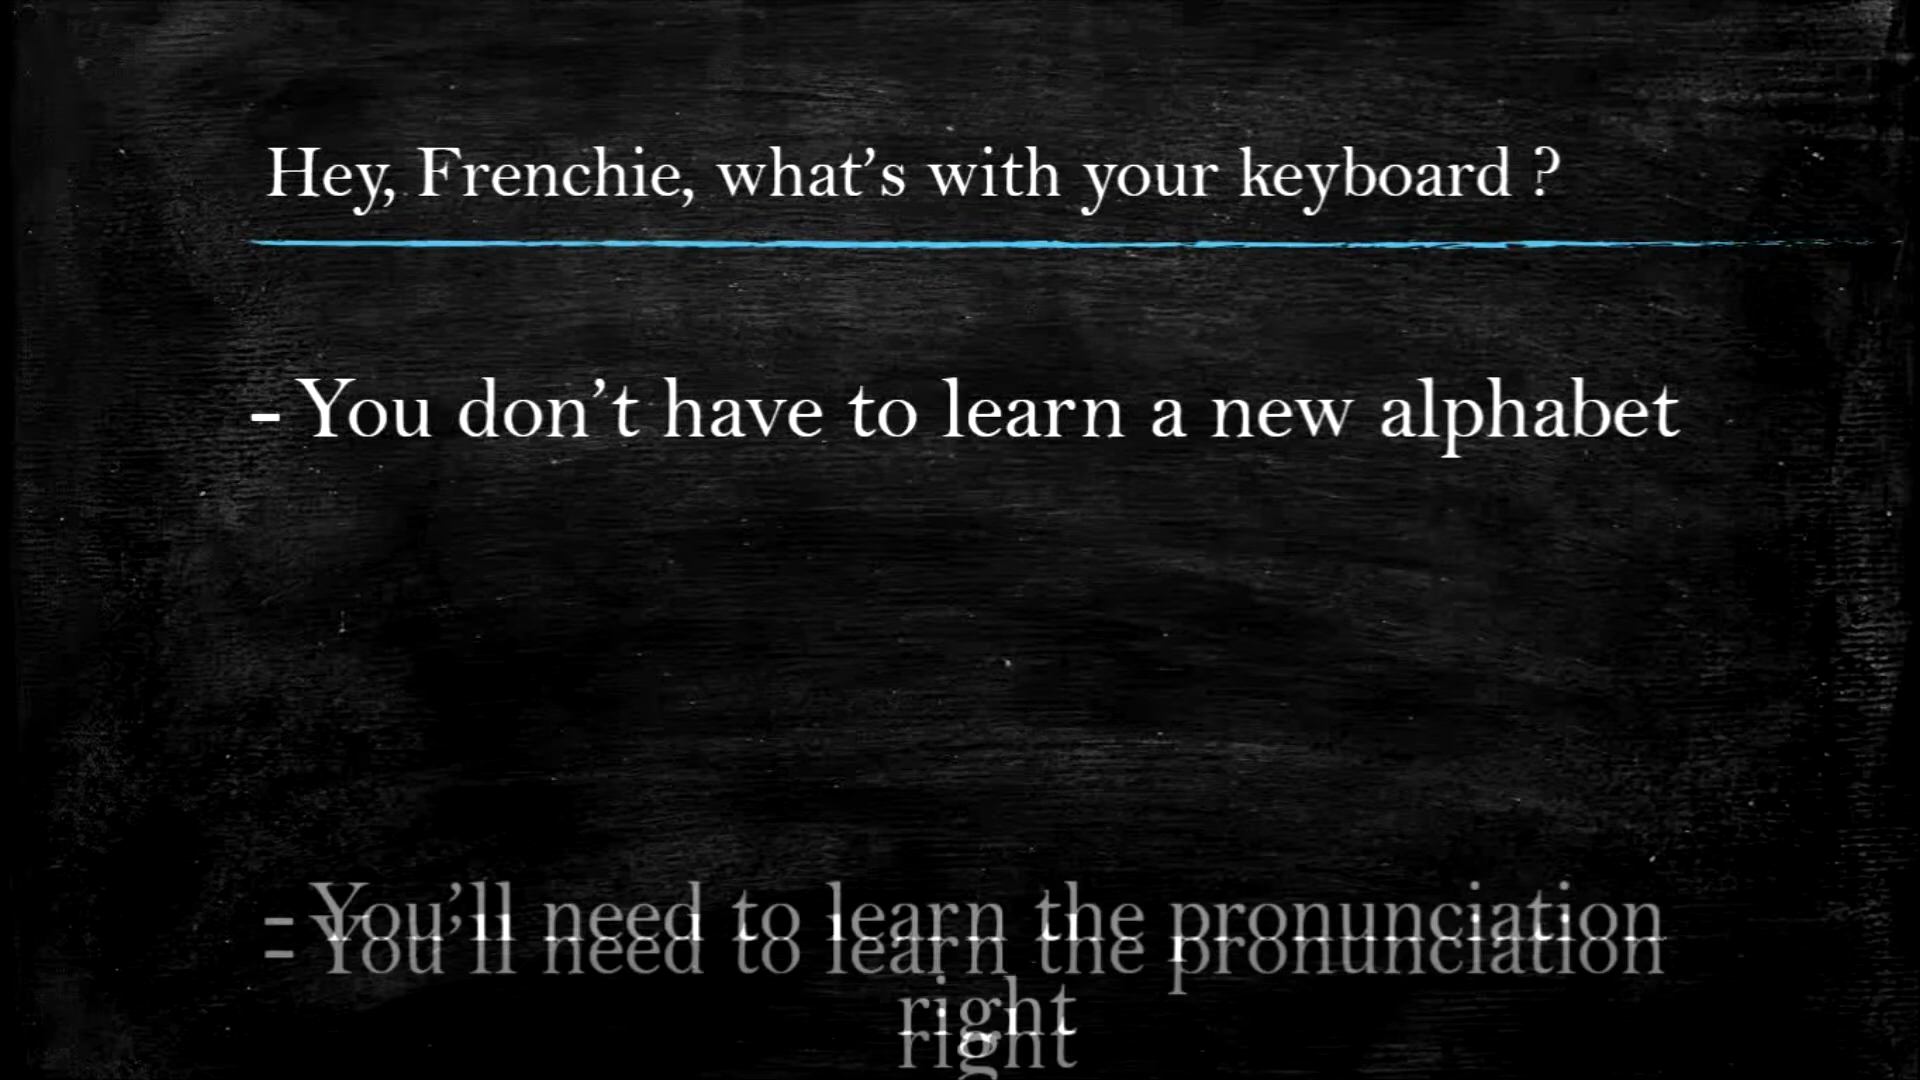 Hey, Frenchie, what’s with your keyboard ?
- You don’t have to learn a new alphabet
- You’ll need to learn the pronunciation
right